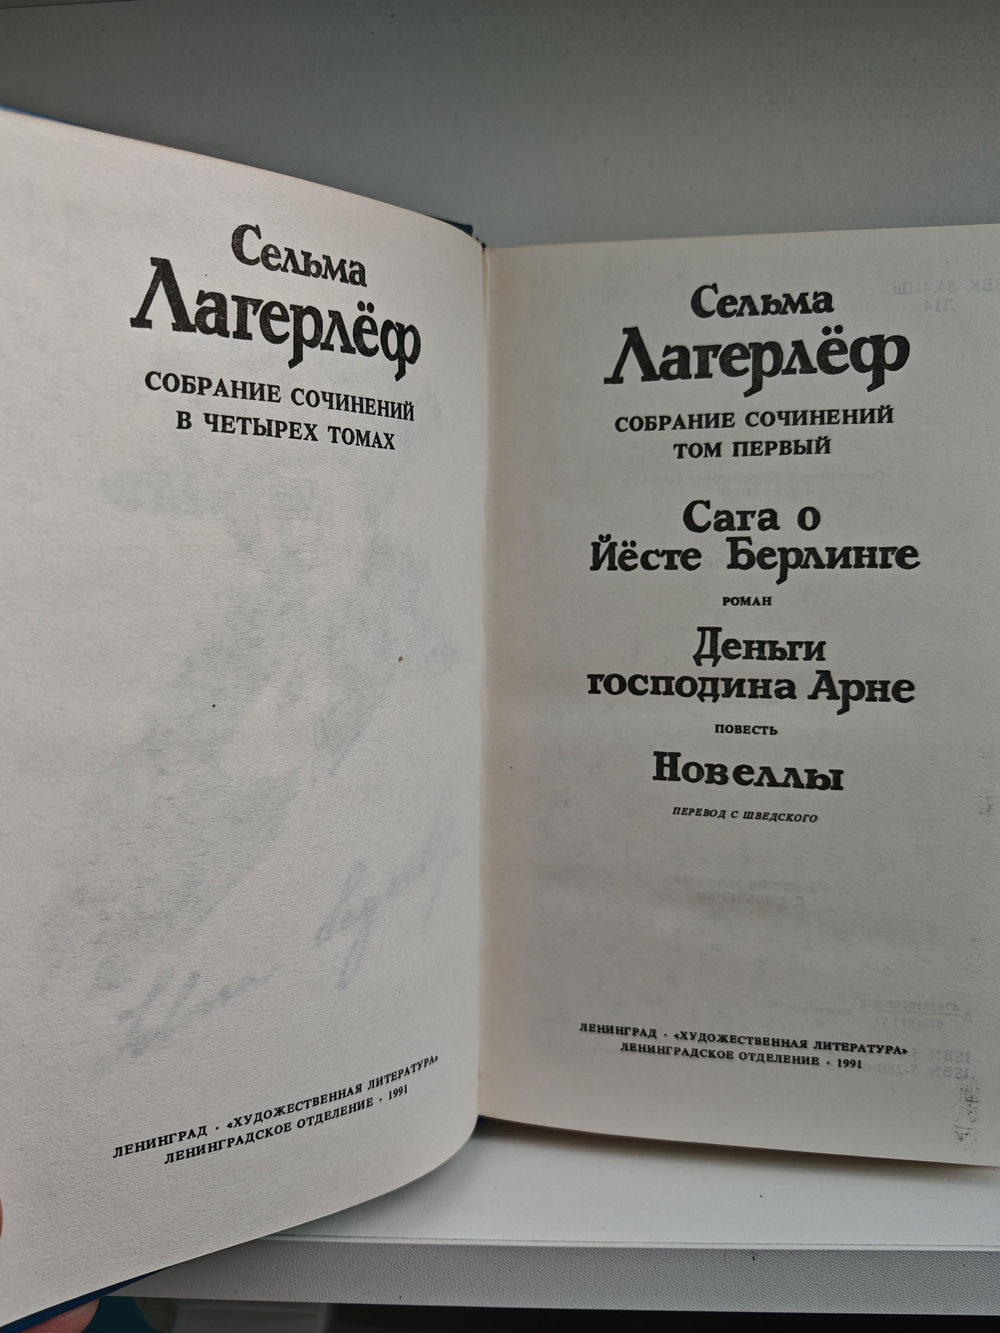 Сельма
Лагерлёф
СОБРАНИЕ СОЧИНЕНИЙ
В ЧЕТЫРЕХ ТОМАХ
ЛЕНИНГРАД · «ХУДОЖЕСТВЕННАЯ ЛИТЕРАТУРА»
ЛЕНИНГРАДСКОЕ ОТДЕЛЕНИЕ · 1991
Сельма
Лагерлёф
СОБРАНИЕ СОЧИНЕНИЙ
ТОМ ПЕРВЫЙ
Сага о
Йёсте Берлинге
РОМАН
Деньги
господина Арне
ПОВЕСТЬ
Новеллы
ПЕРЕВОД С ШВЕДСКОГО
ЛЕНИНГРАД · «ХУДОЖЕСТВЕННАЯ ЛИТЕРАТУРА»
ЛЕНИНГРАДСКОЕ ОТДЕЛЕНИЕ · 1991